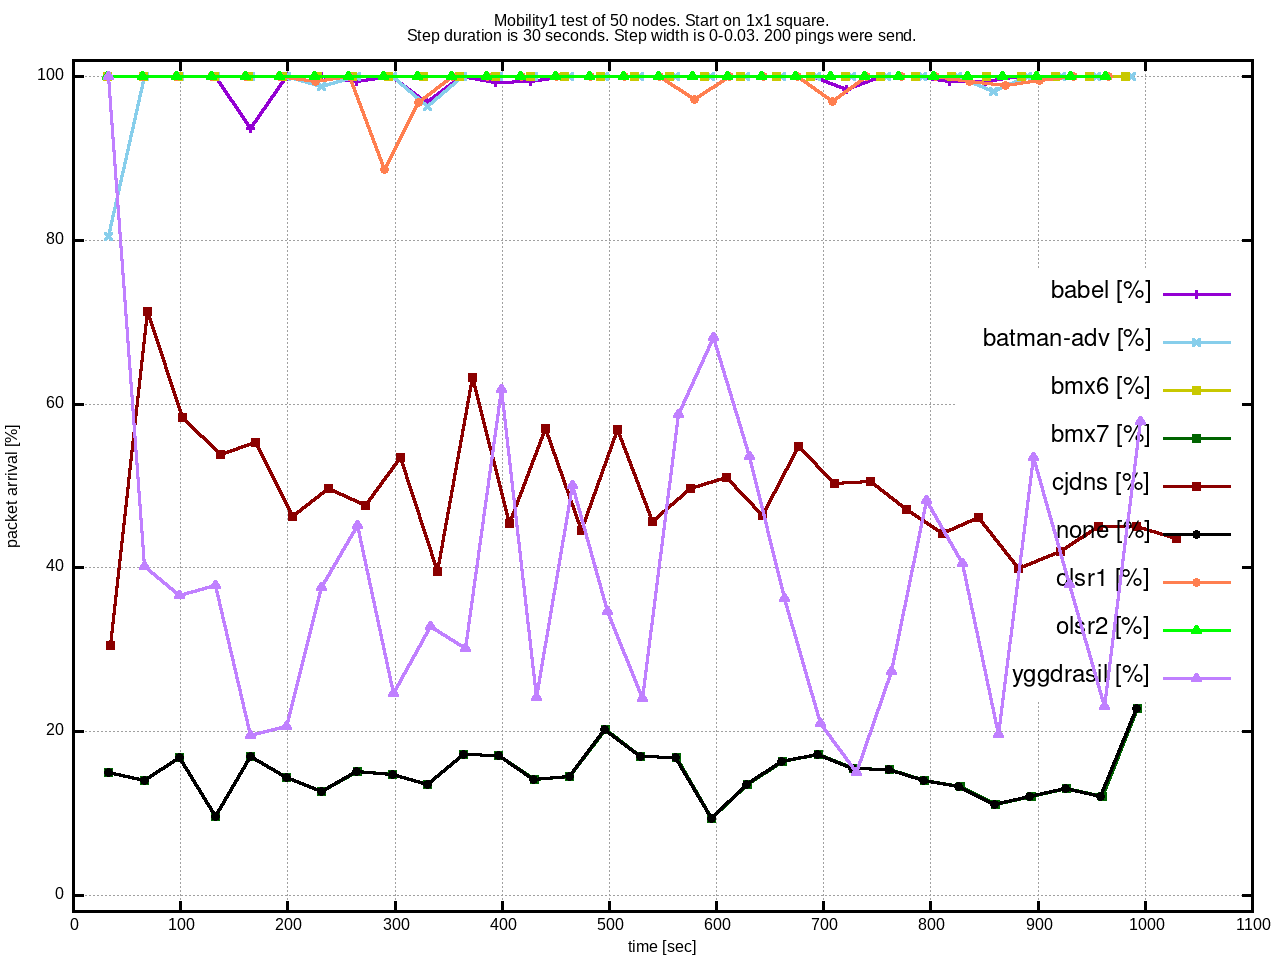 Mobility1 test of 50 nodes. Start on 1x1 square.
Step duration is 30 seconds. Step width is 0-0.03. 200 pings were send.
100
80
60
40
20
0
packet arrival [%]
babel [%]
batman-adv [%]
bmx6 [%]
bmx7 [%]
cjdns [%]
none [%]
olsr1 [%]
olsr2 [%]
yggdrasil [%]
0 100 200 300 400 500 600 700 800 900 1000 1100
time [sec]